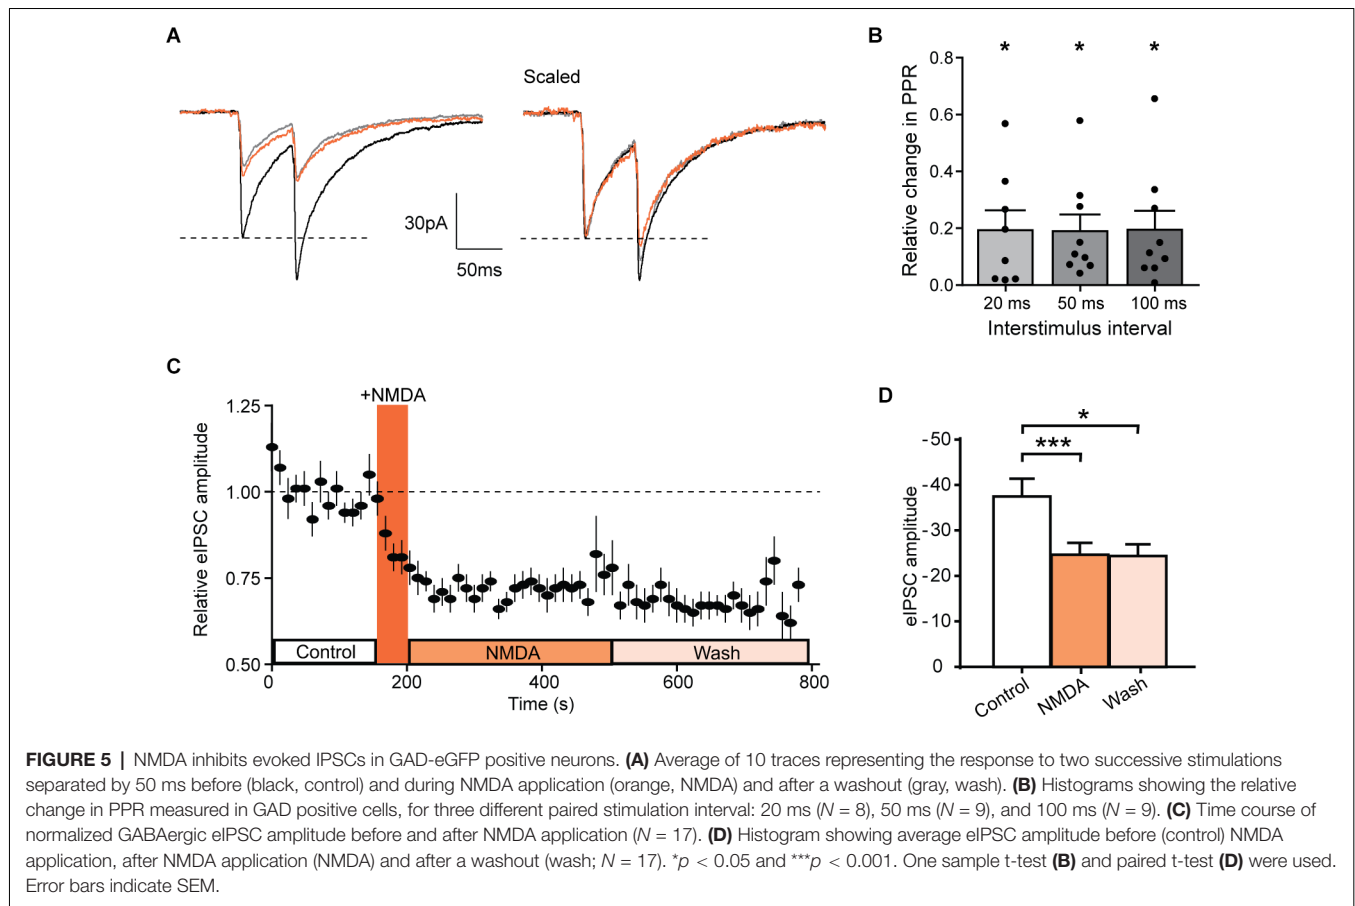 A
Scaled
30pA
50ms
B
* * *
Relative change in PPR
0.8
0.6
0.4
0.2
0.0
20 ms 50 ms 100 ms
Interstimulus interval
C
+NMDA
Relative eIPSC amplitude
1.25
1.00
0.75
0.50
Control NMDA Wash
0 200 400 600 800
Time (s)
D
*
***
eIPSC amplitude
-50
-40
-30
-20
-10
0
Control NMDA Wash
FIGURE 5 | NMDA inhibits evoked IPSCs in GAD-eGFP positive neurons. (A) Average of 10 traces representing the response to two successive stimulations
separated by 50 ms before (black, control) and during NMDA application (orange, NMDA) and after a washout (gray, wash). (B) Histograms showing the relative
change in PPR measured in GAD positive cells, for three different paired stimulation interval: 20 ms (N = 8), 50 ms (N = 9), and 100 ms (N = 9). (C) Time course of
normalized GABAergic eIPSC amplitude before and after NMDA application (N = 17). (D) Histogram showing average eIPSC amplitude before (control) NMDA
application, after NMDA application (NMDA) and after a washout (wash; N = 17). *p < 0.05 and ***p < 0.001. One sample t-test (B) and paired t-test (D) were used.
Error bars indicate SEM.